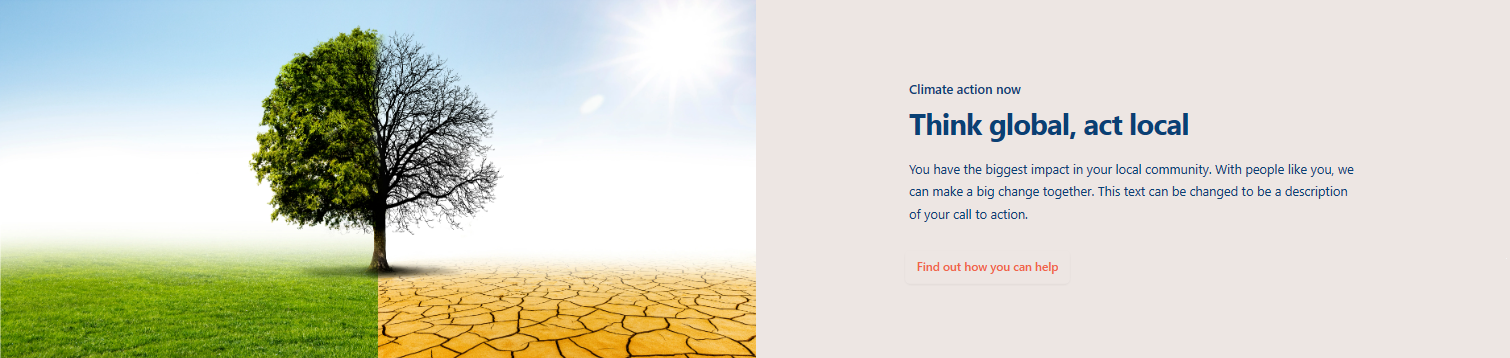 Climate action now
Think global, act local
You have the biggest impact in your local community. With people like you, we
can make a big change together. This text can be changed to be a description
of your call to action.
Find out how you can help